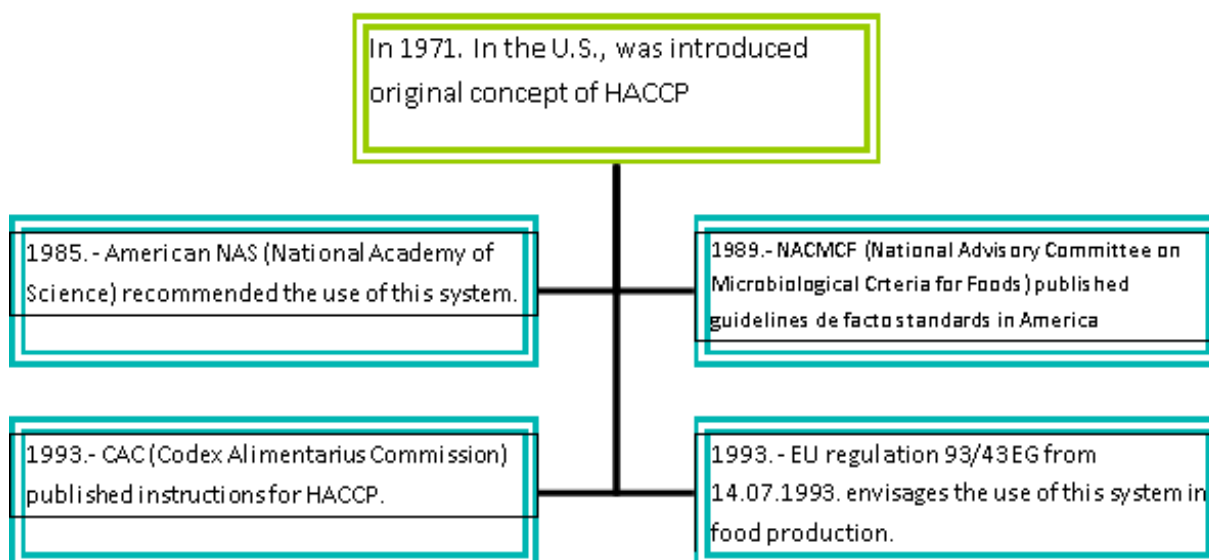 In 1971. In the U.S., was introduced
original concept of HACCP
1985.- American NAS (National Academy of
Science) recommended the use of this system.
1989.- NACMCF (National Advisory Committee on
Microbiological Crteria for Foods) published
guidelines de facto standards in America
1993.- CAC (Codex Alimentarius Commission)
published instructions for HACCP.
1993. - EU regulation 93/43EG from
14.07.1993. envisages the use of this system in
food production.